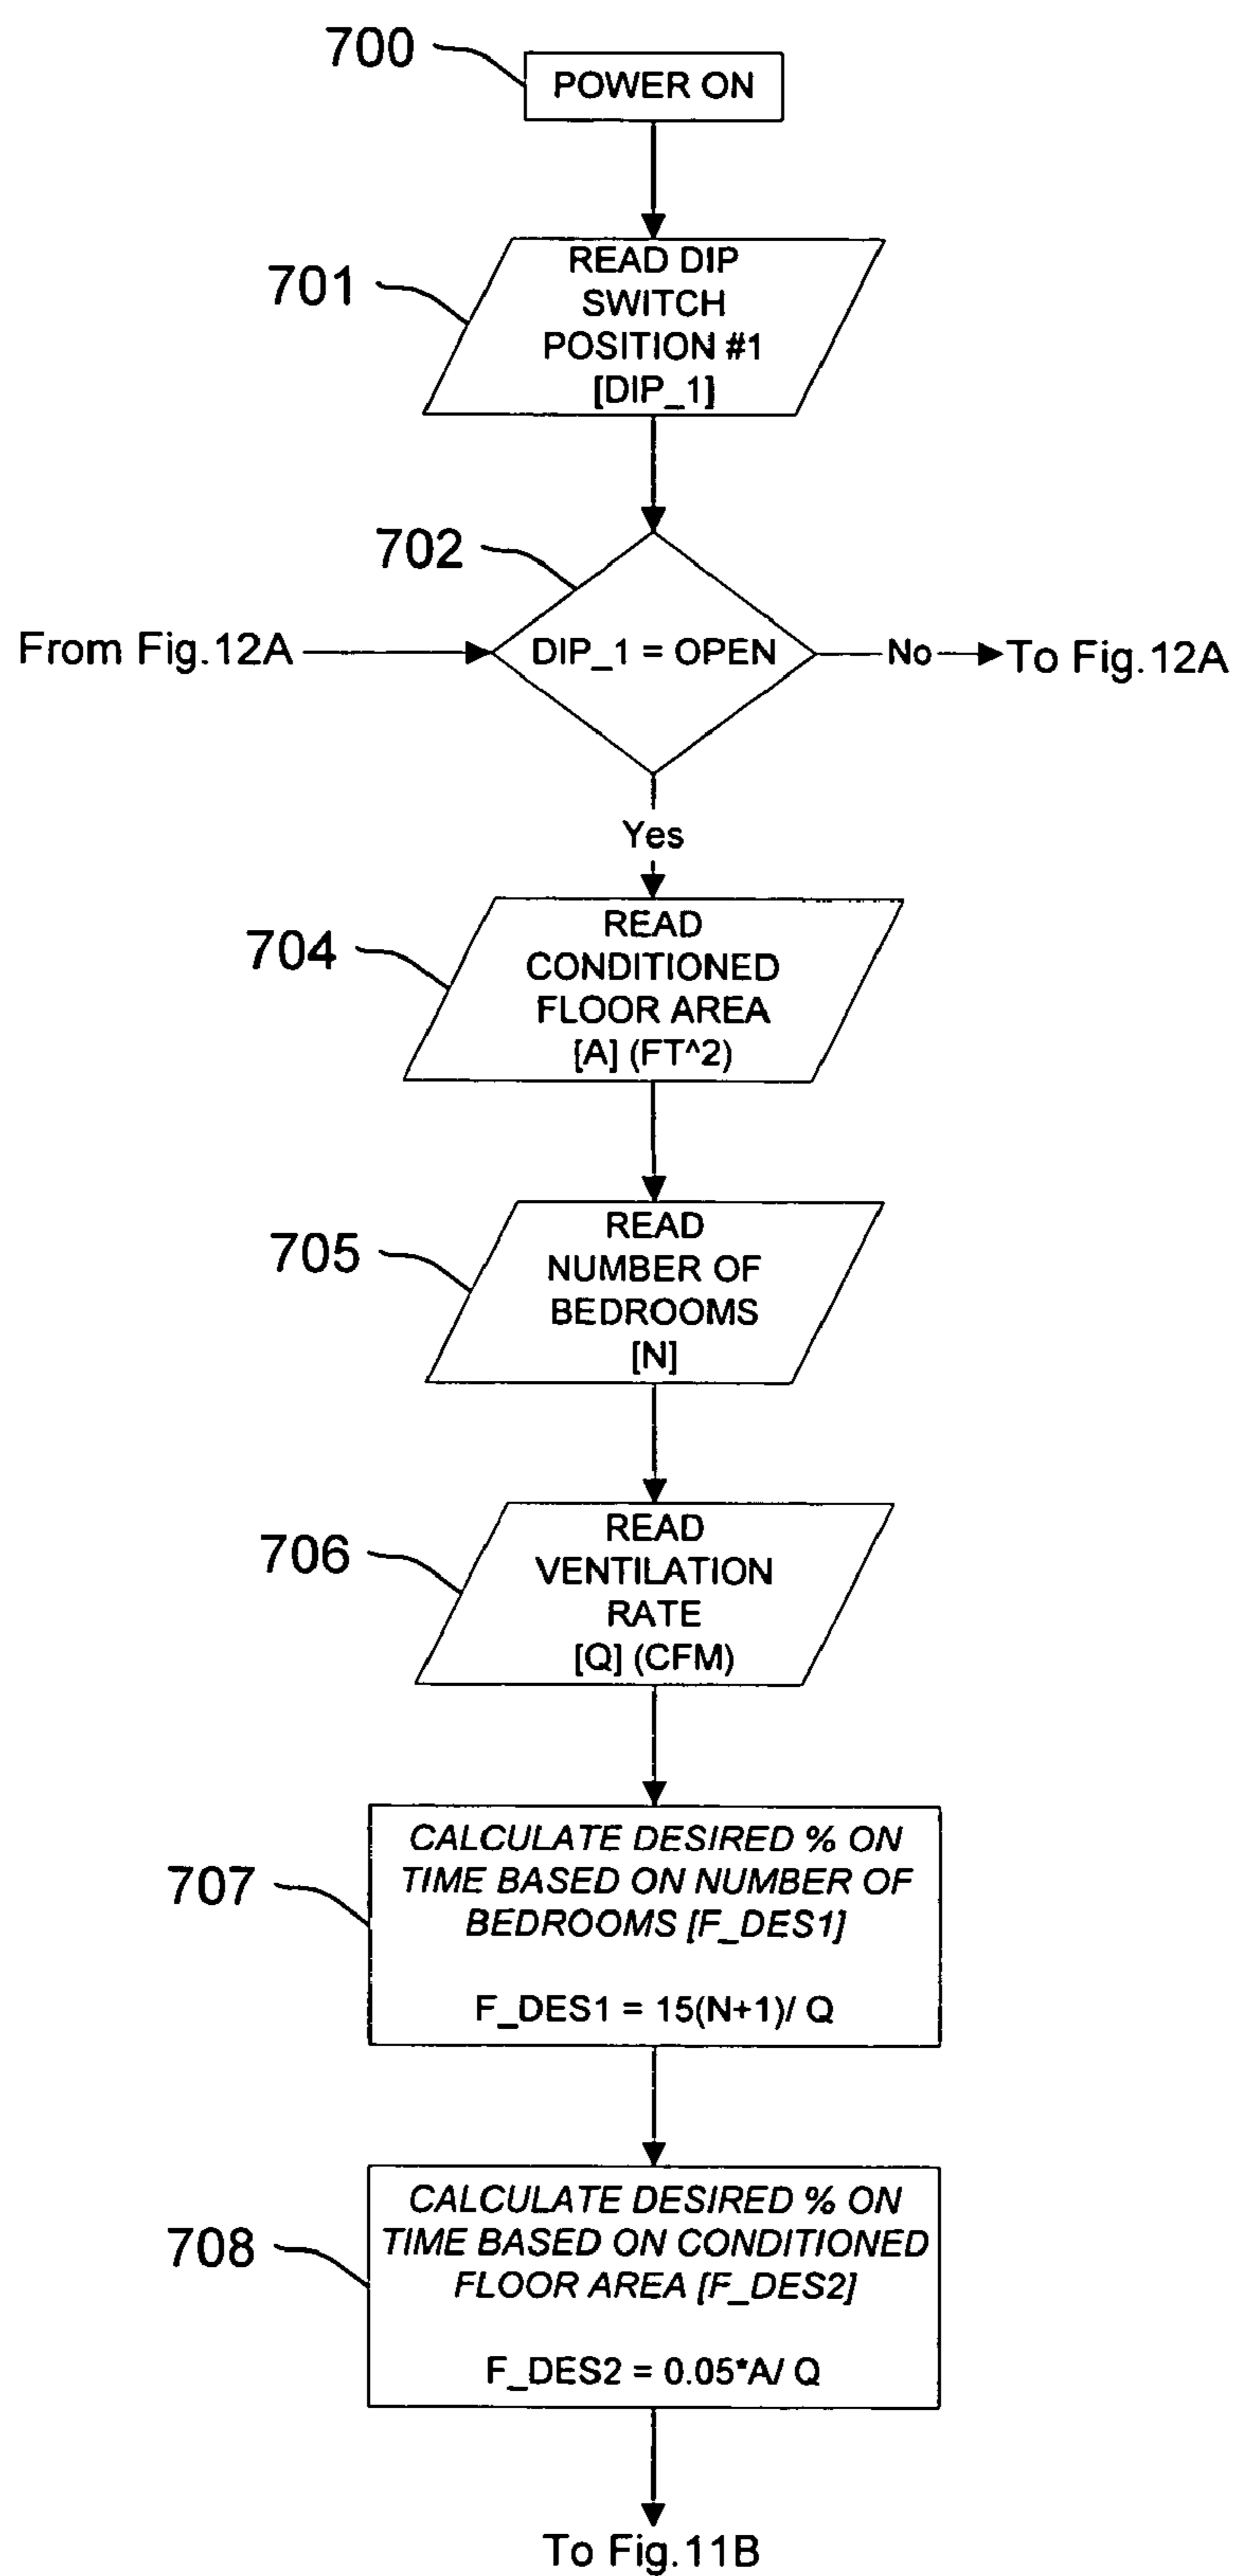 700
POWER ON
701
READ DIP
SWITCH
POSITION #1
[DIP_1]
702
From Fig.12A
DIP_1 = OPEN
No
To Fig.12A
Yes
704
READ
CONDITIONED
FLOOR AREA
[A] (FT^2)
705
READ
NUMBER OF
BEDROOMS
[N]
706
READ
VENTILATION
RATE
[Q] (CFM)
707
CALCULATE DESIRED % ON
TIME BASED ON NUMBER OF
BEDROOMS [F_DES1]
F_DES1 = 15(N+1)/ Q
708
CALCULATE DESIRED % ON
TIME BASED ON CONDITIONED
FLOOR AREA [F_DES2]
F_DES2 = 0.05*A/ Q
To Fig.11B